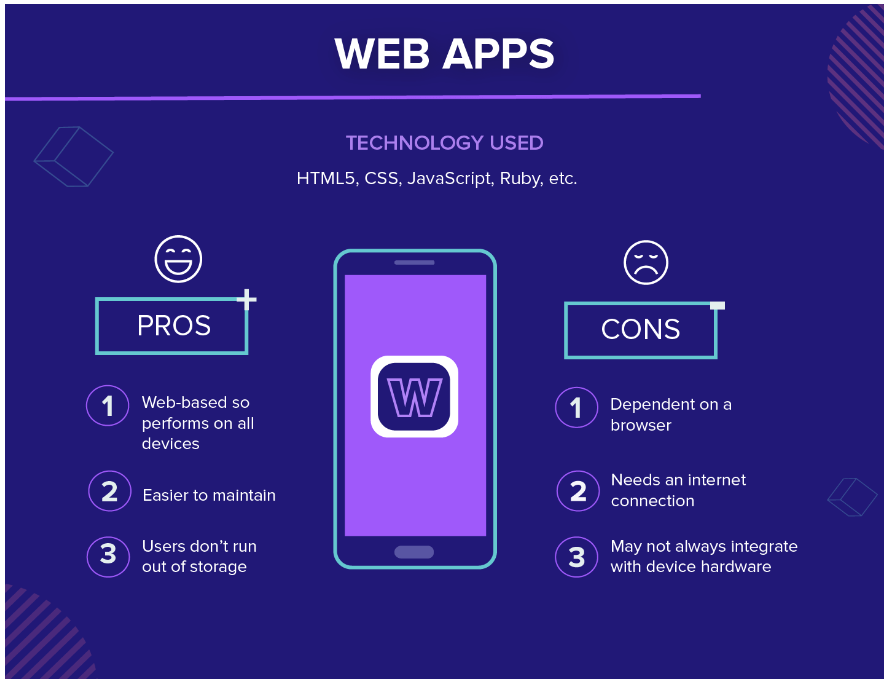 WEB APPS
TECHNOLOGY USED
HTML5, CSS, JavaScript, Ruby, etc.
PROS
1
Web-based so
performs on all
devices
2
Easier to maintain
3
Users don’t run
out of storage
W
CONS
1
Dependent on a
browser
2
Needs an internet
connection
3
May not always integrate
with device hardware